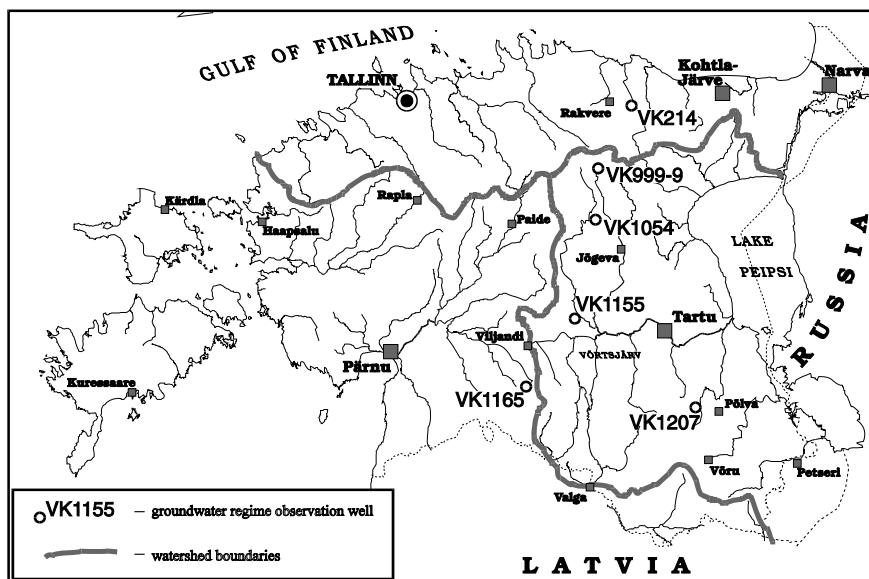 GULF OF FINLAND
TALLINN
Kohtla-
Järve
Narva
Rakvere
VK214
VK999-9
Kärdla
Rapla
Haapsalu
Paide
VK1054
Jõgeva
LAKE
PEIPSI
RUSSIA
VK1155
Tartu
Viljandi
VÕRTSJÄRV
Pärnu
Kuressaare
VK1165
VK1207
Põlva
Võru
Petseri
Valga
VK1155 – groundwater regime observation well
– watershed boundaries
LATVIA